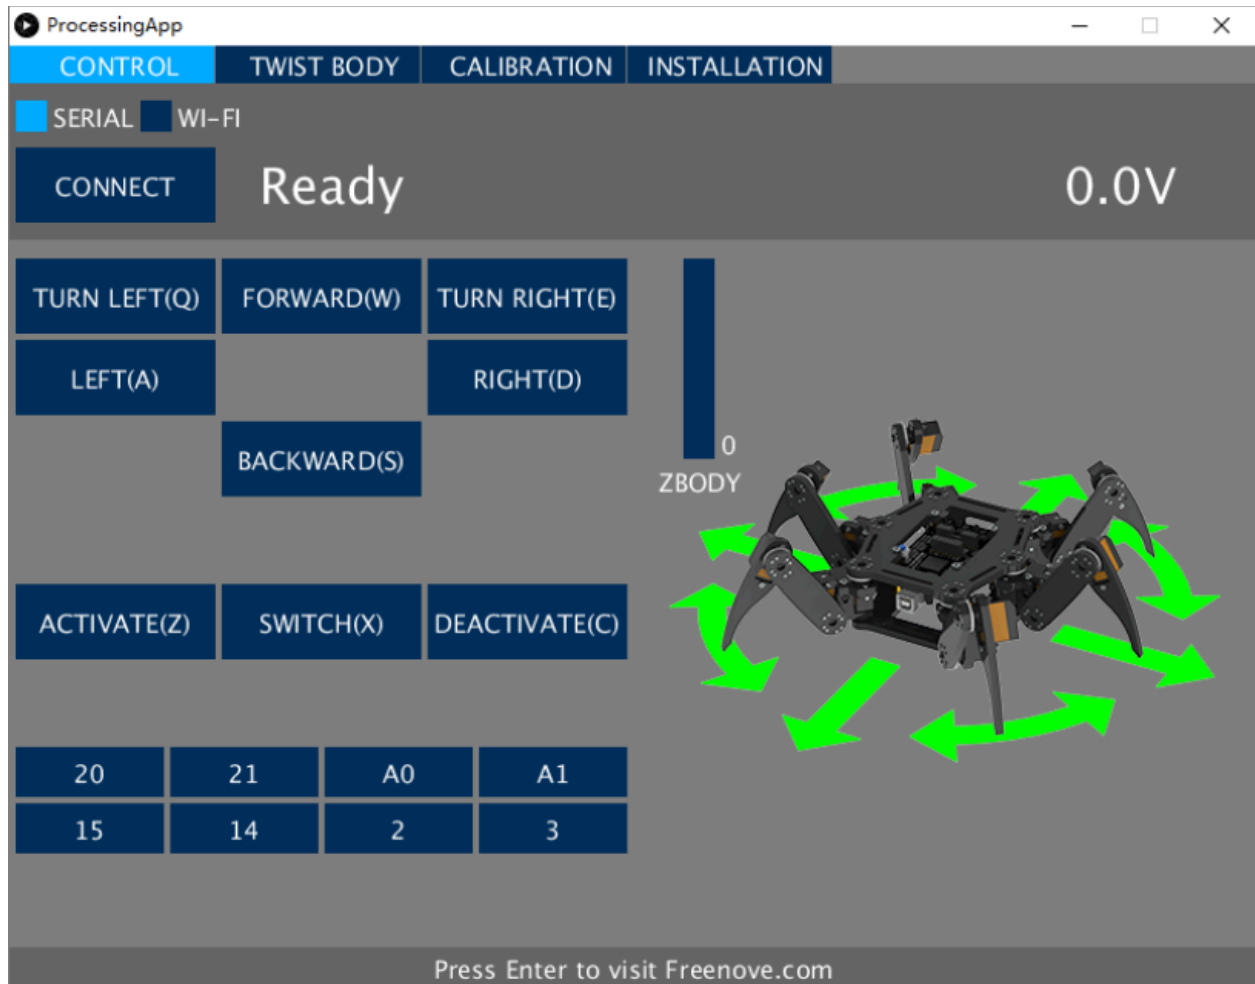 ProcessingApp
CONTROL TWIST BODY CALIBRATION INSTALLATION
SERIAL WI-FI
CONNECT Ready 0.0V
TURN LEFT(Q) FORWARD(W) TURN RIGHT(E)
LEFT(A) RIGHT(D)
BACKWARD(S)
0
ZBODY
ACTIVATE(Z) SWITCH(X) DEACTIVATE(C)
20 21 A0 A1
15 14 2 3
Press Enter to visit Freenove.com